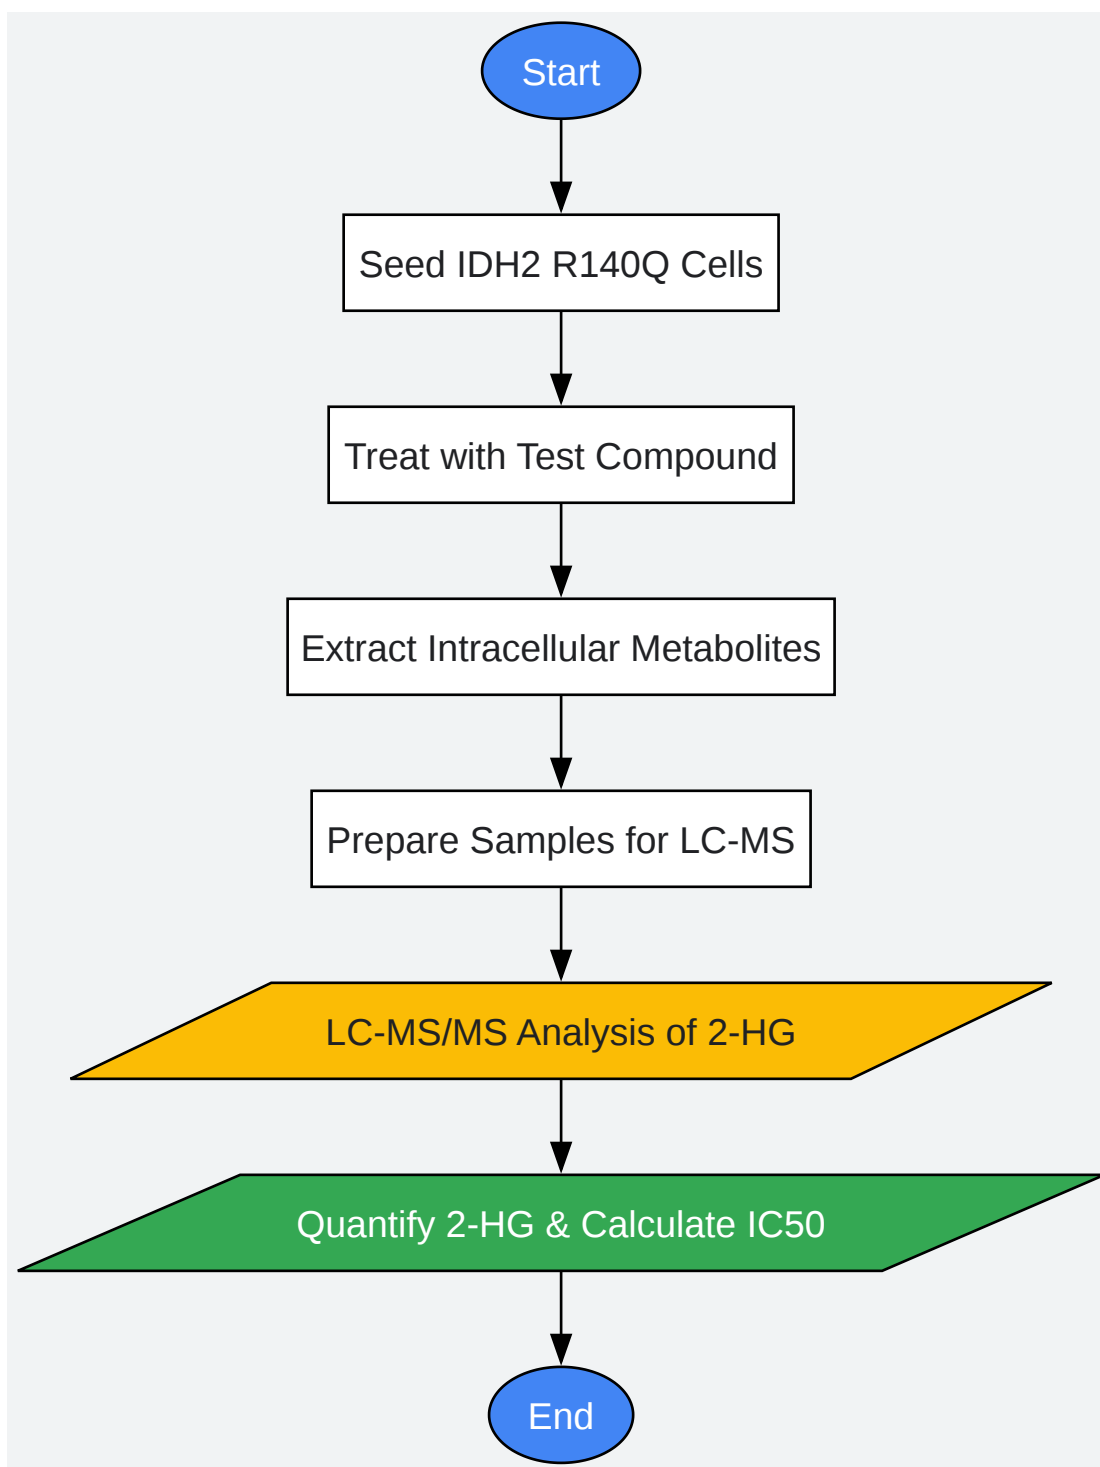 Start
Seed IDH2 R140Q Cells
Treat with Test Compound
Extract Intracellular Metabolites
Prepare Samples for LC-MS
LC-MS/MS Analysis of 2-HG
Quantify 2-HG & Calculate IC50
End